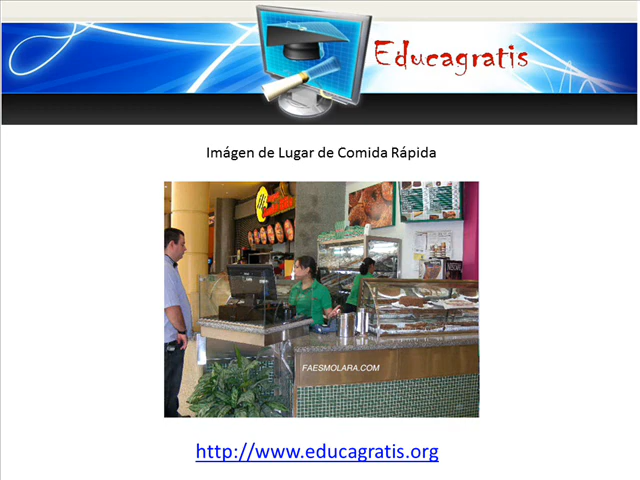 Educagratis
Imágen de Lugar de Comida Rápida
FAESMOLARA.COM
http://www.educagratis.org